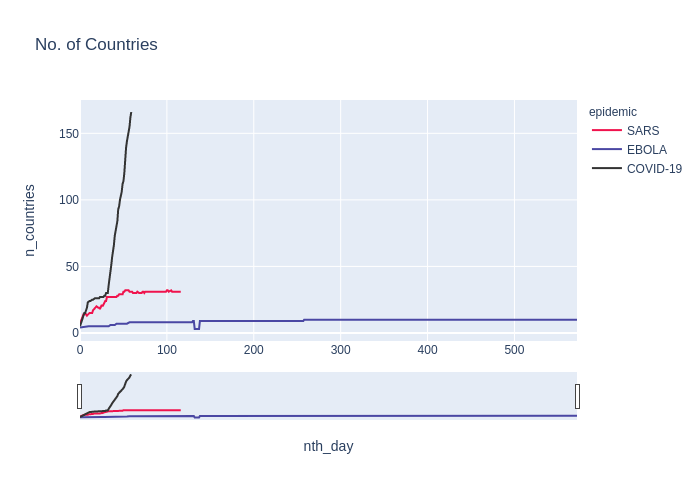 No. of Countries
epidemic
SARS
EBOLA
COVID-19
n_countries
150
100
50
0
0 100 200 300 400 500
nth_day